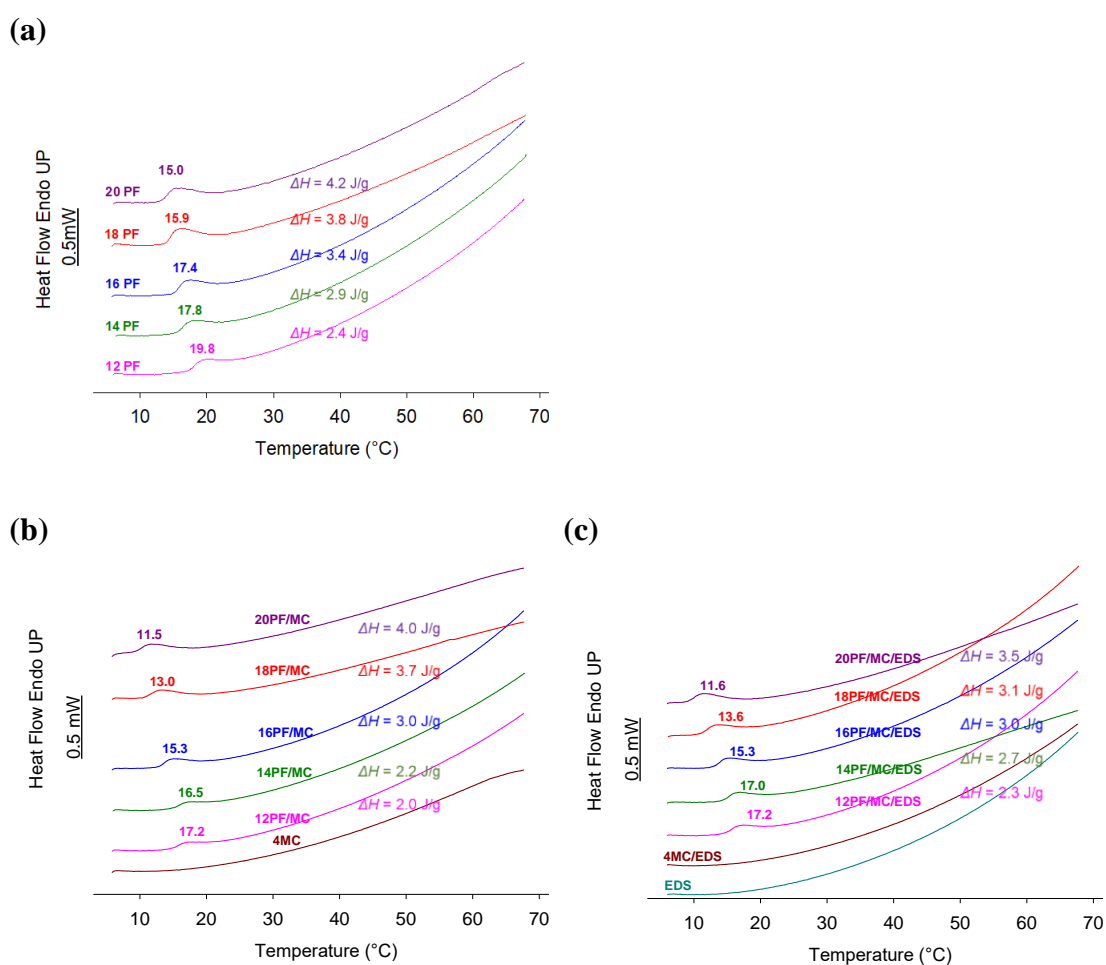 (a)
Heat Flow Endo UP
0.5mW
15.0
20 PF
ΔH = 4.2 J/g
15.9
18 PF
ΔH = 3.8 J/g
17.4
16 PF
ΔH = 3.4 J/g
17.8
14 PF
ΔH = 2.9 J/g
19.8
12 PF
ΔH = 2.4 J/g
10 20 30 40 50 60 70
Temperature (°C)
(b)
Heat Flow Endo UP
0.5 mW
11.5
20PF/MC
ΔH = 4.0 J/g
13.0
18PF/MC
ΔH = 3.7 J/g
15.3
16PF/MC
ΔH = 3.0 J/g
16.5
14PF/MC
ΔH = 2.2 J/g
17.2
12PF/MC
ΔH = 2.0 J/g
4MC
10 20 30 40 50 60 70
Temperature (°C)
(c)
Heat Flow Endo UP
0.5 mW
11.6
20PF/MC/EDS
ΔH = 3.5 J/g
13.6
18PF/MC/EDS
ΔH = 3.1 J/g
15.3
16PF/MC/EDS
ΔH = 3.0 J/g
17.0
14PF/MC/EDS
ΔH = 2.7 J/g
17.2
12PF/MC/EDS
ΔH = 2.3 J/g
4MC/EDS
EDS
10 20 30 40 50 60 70
Temperature (°C)